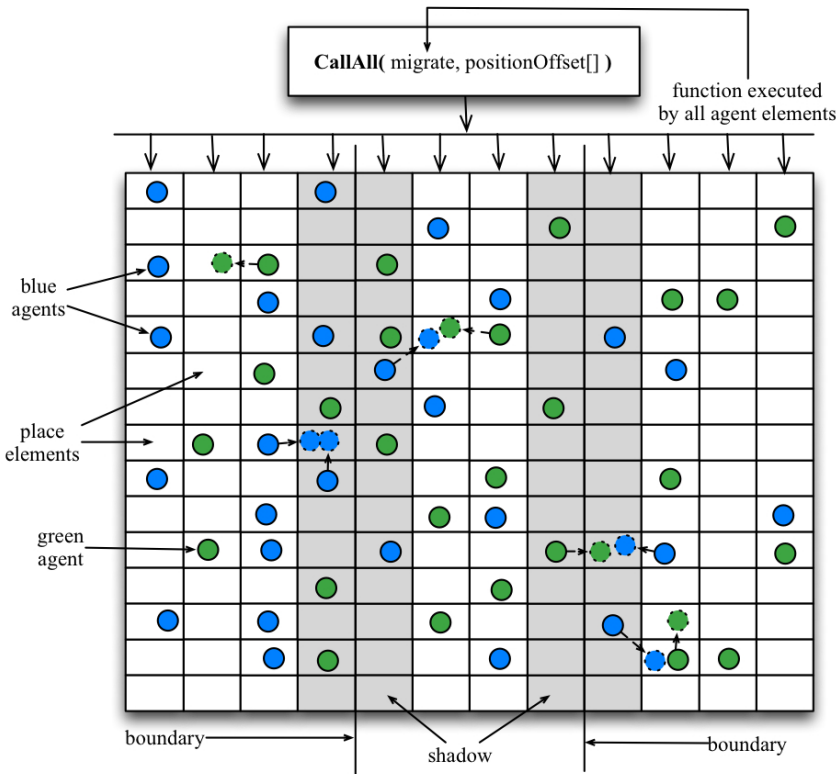 CallAll( migrate, positionOffset[] )
function executed
by all agent elements
blue
agents
place
elements
green
agent
boundary
shadow
boundary